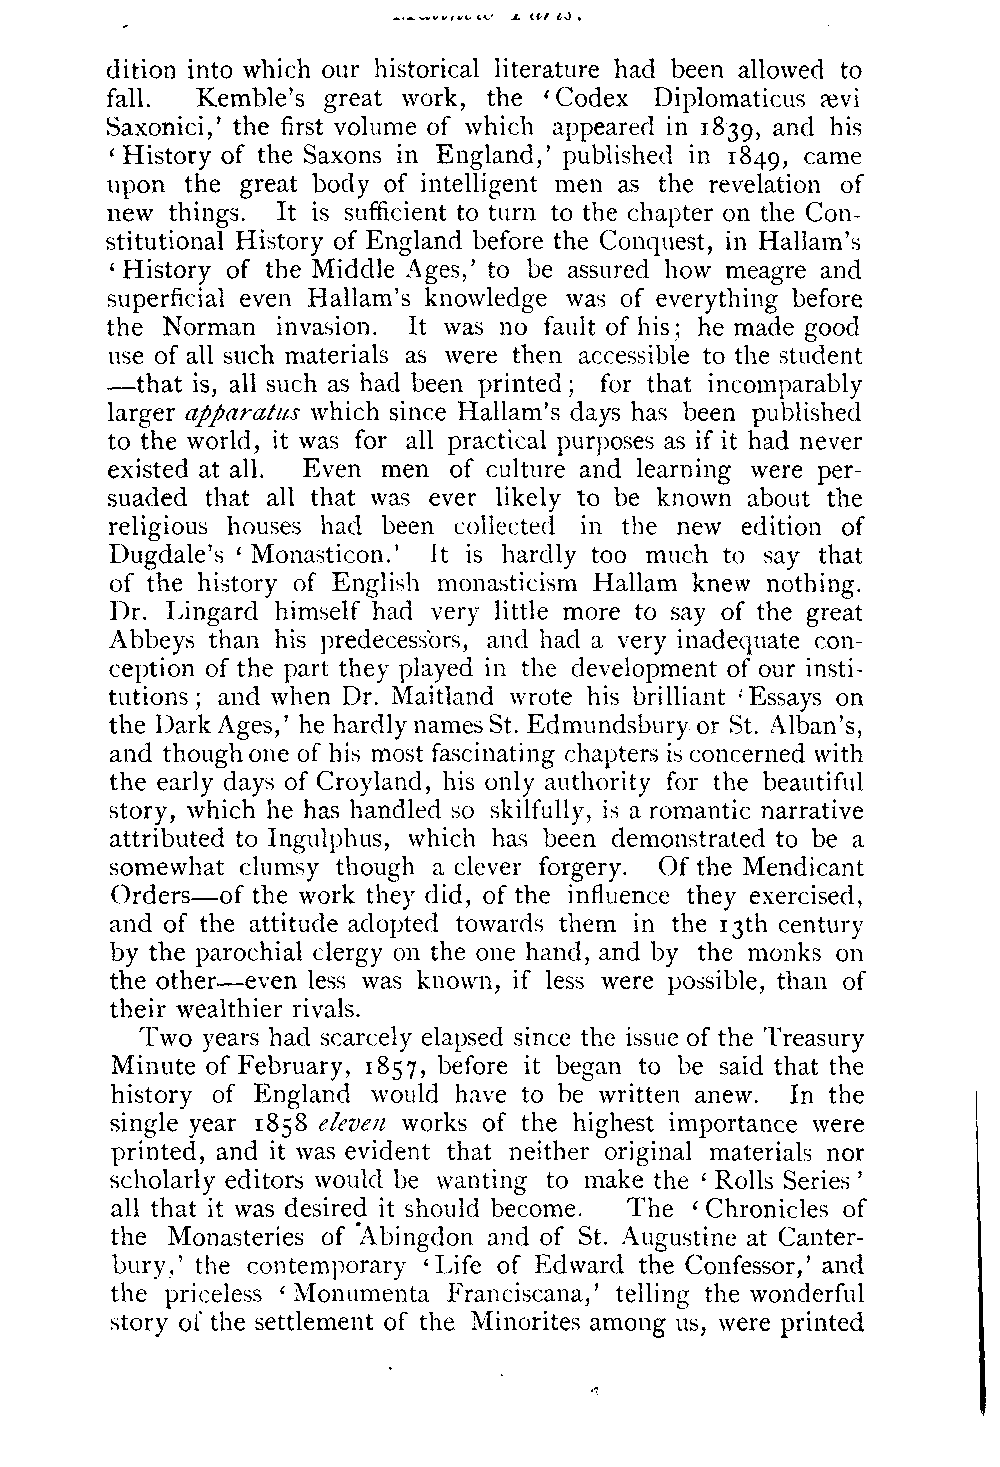 dition into which our historical literature had been allowed to
fall. Kemble's great work, the ‘Codex Diplomaticus ævi
Saxonici,’ the first volume of which appeared in 1839, and his
‘History of the Saxons in England,’ published in 1849, came
upon the great body of intelligent men as the revelation of
new things. It is sufficient to turn to the chapter on the Con-
stitutional History of England before the Conquest, in Hallam's
‘History of the Middle Ages,’ to be assured how meagre and
superficial even Hallam's knowledge was of everything before
the Norman invasion. It was no fault of his; he made good
use of all such materials as were then accessible to the student
—that is, all such as had been printed; for that incomparably
larger apparatus which since Hallam's days has been published
to the world, it was for all practical purposes as if it had never
existed at all. Even men of culture and learning were per-
suaded that all that was ever likely to be known about the
religious houses had been collected in the new edition of
Dugdale's ‘Monasticon.’ It is hardly too much to say that
of the history of English monasticism Hallam knew nothing.
Dr. Lingard himself had very little more to say of the great
Abbeys than his predecessors, and had a very inadequate con-
ception of the part they played in the development of our insti-
tutions; and when Dr. Maitland wrote his brilliant ‘Essays on
the Dark Ages,’ he hardly names St. Edmundsbury or St. Alban's,
and though one of his most fascinating chapters is concerned with
the early days of Croyland, his only authority for the beautiful
story, which he has handled so skilfully, is a romantic narrative
attributed to Ingulphus, which has been demonstrated to be a
somewhat clumsy though a clever forgery. Of the Mendicant
Orders—of the work they did, of the influence they exercised,
and of the attitude adopted towards them in the 13th century
by the parochial clergy on the one hand, and by the monks on
the other—even less was known, if less were possible, than of
their wealthier rivals.
Two years had scarcely elapsed since the issue of the Treasury
Minute of February, 1857, before it began to be said that the
history of England would have to be written anew. In the
single year 1858 eleven works of the highest importance were
printed, and it was evident that neither original materials nor
scholarly editors would be wanting to make the ‘Rolls Series’
all that it was desired it should become. The ‘Chronicles of
the Monasteries of Abingdon and of St. Augustine at Canter-
bury,’ the contemporary ‘Life of Edward the Confessor,’ and
the priceless ‘Monumenta Franciscana,’ telling the wonderful
story of the settlement of the Minorites among us, were printed